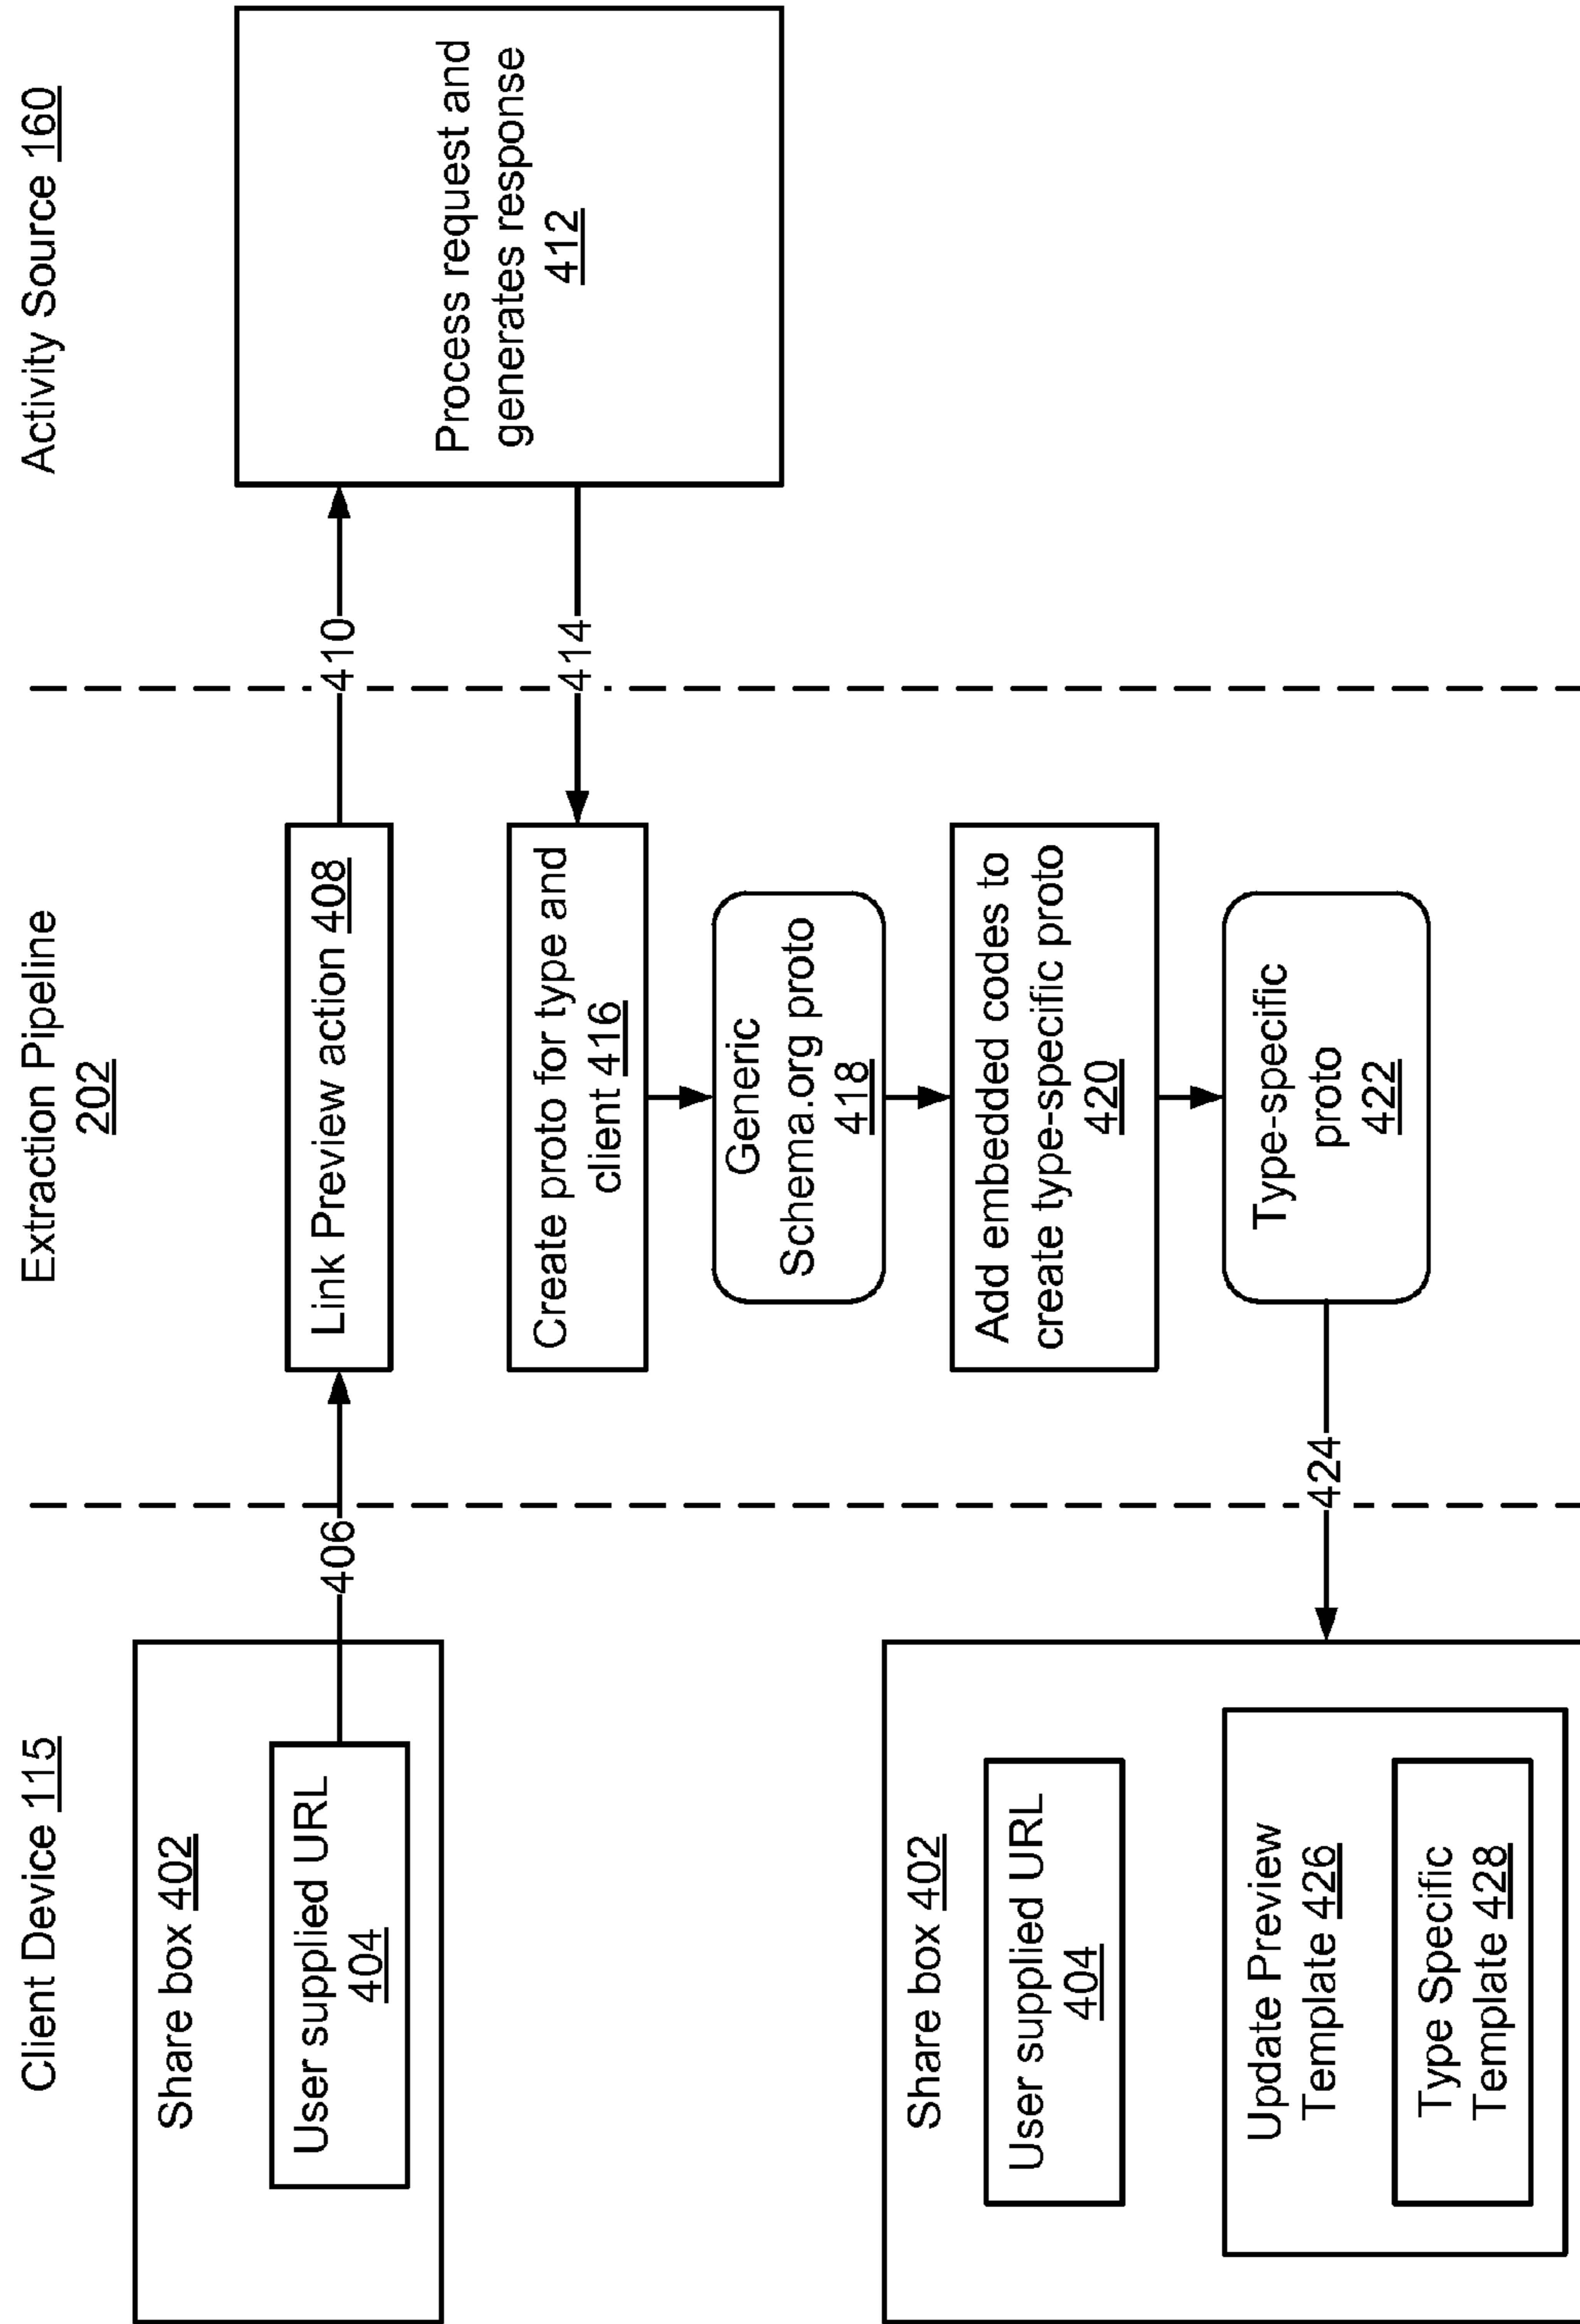 Client Device 115
Share box 402
User supplied URL
404
406
Share box 402
User supplied URL
404
Update Preview
Template 426
Type Specific
Template 428
424
Extraction Pipeline
202
Link Preview action 408
410
414
Create proto for type and
client 416
Generic
Schema.org proto
418
Add embedded codes to
create type-specific proto
420
Type-specific
proto
422
Activity Source 160
Process request and
generates response
412